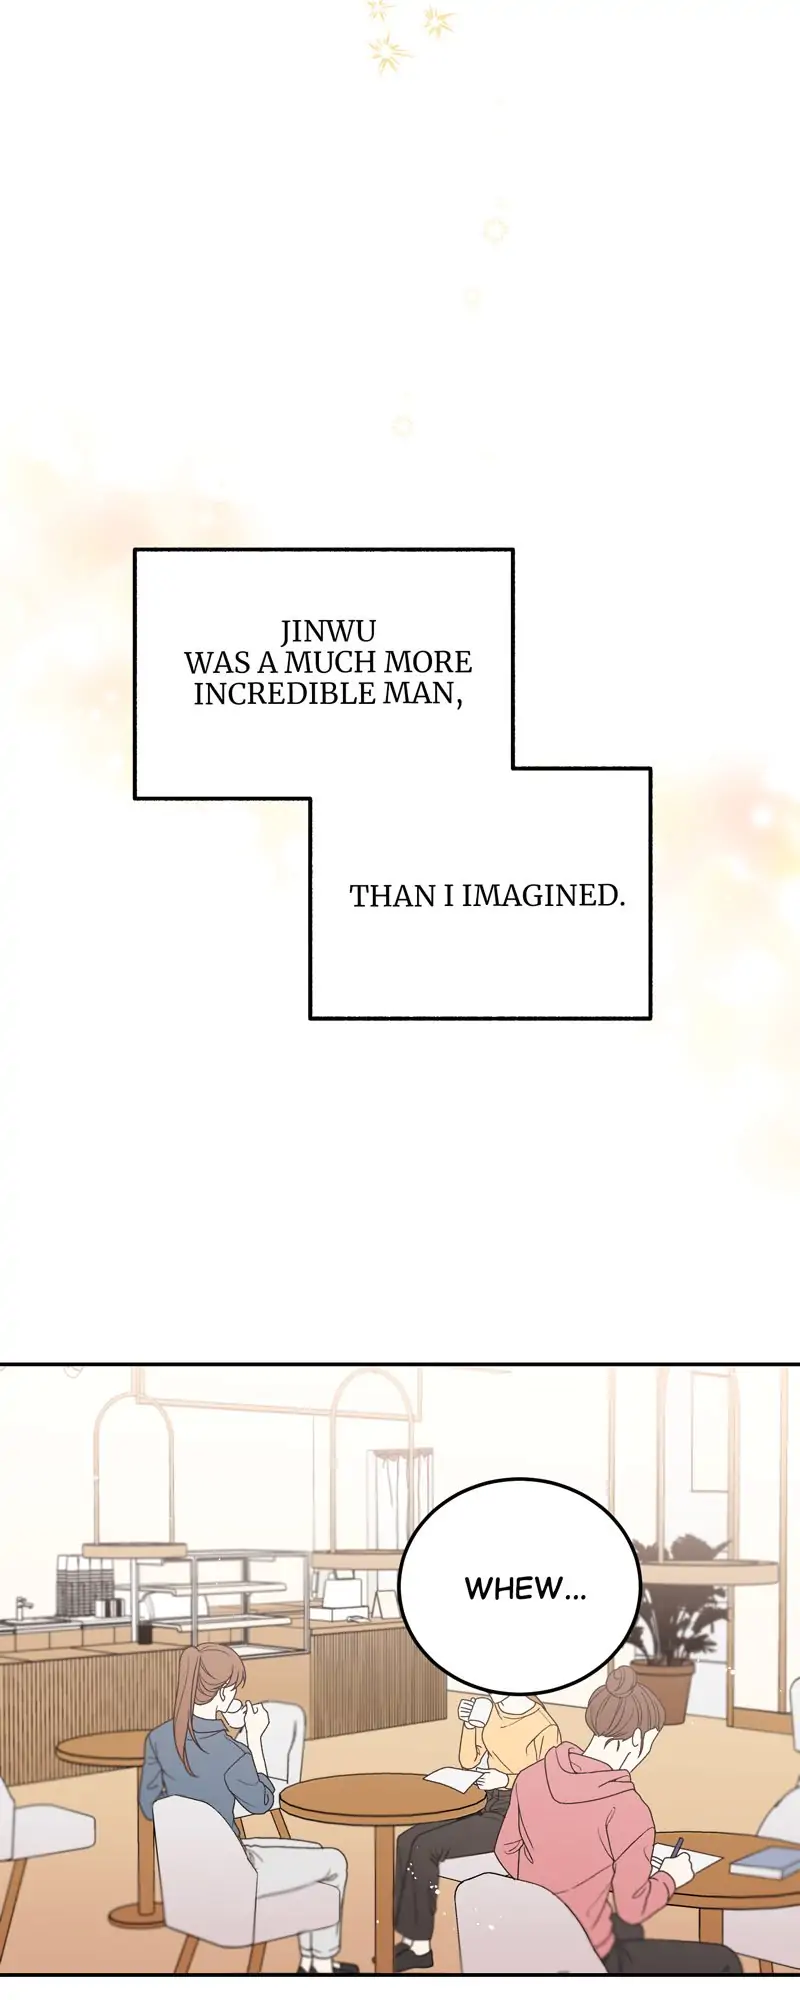 JINWU
WAS A MUCH MORE
INCREDIBLE MAN,
THAN I IMAGINED.
WHEW...